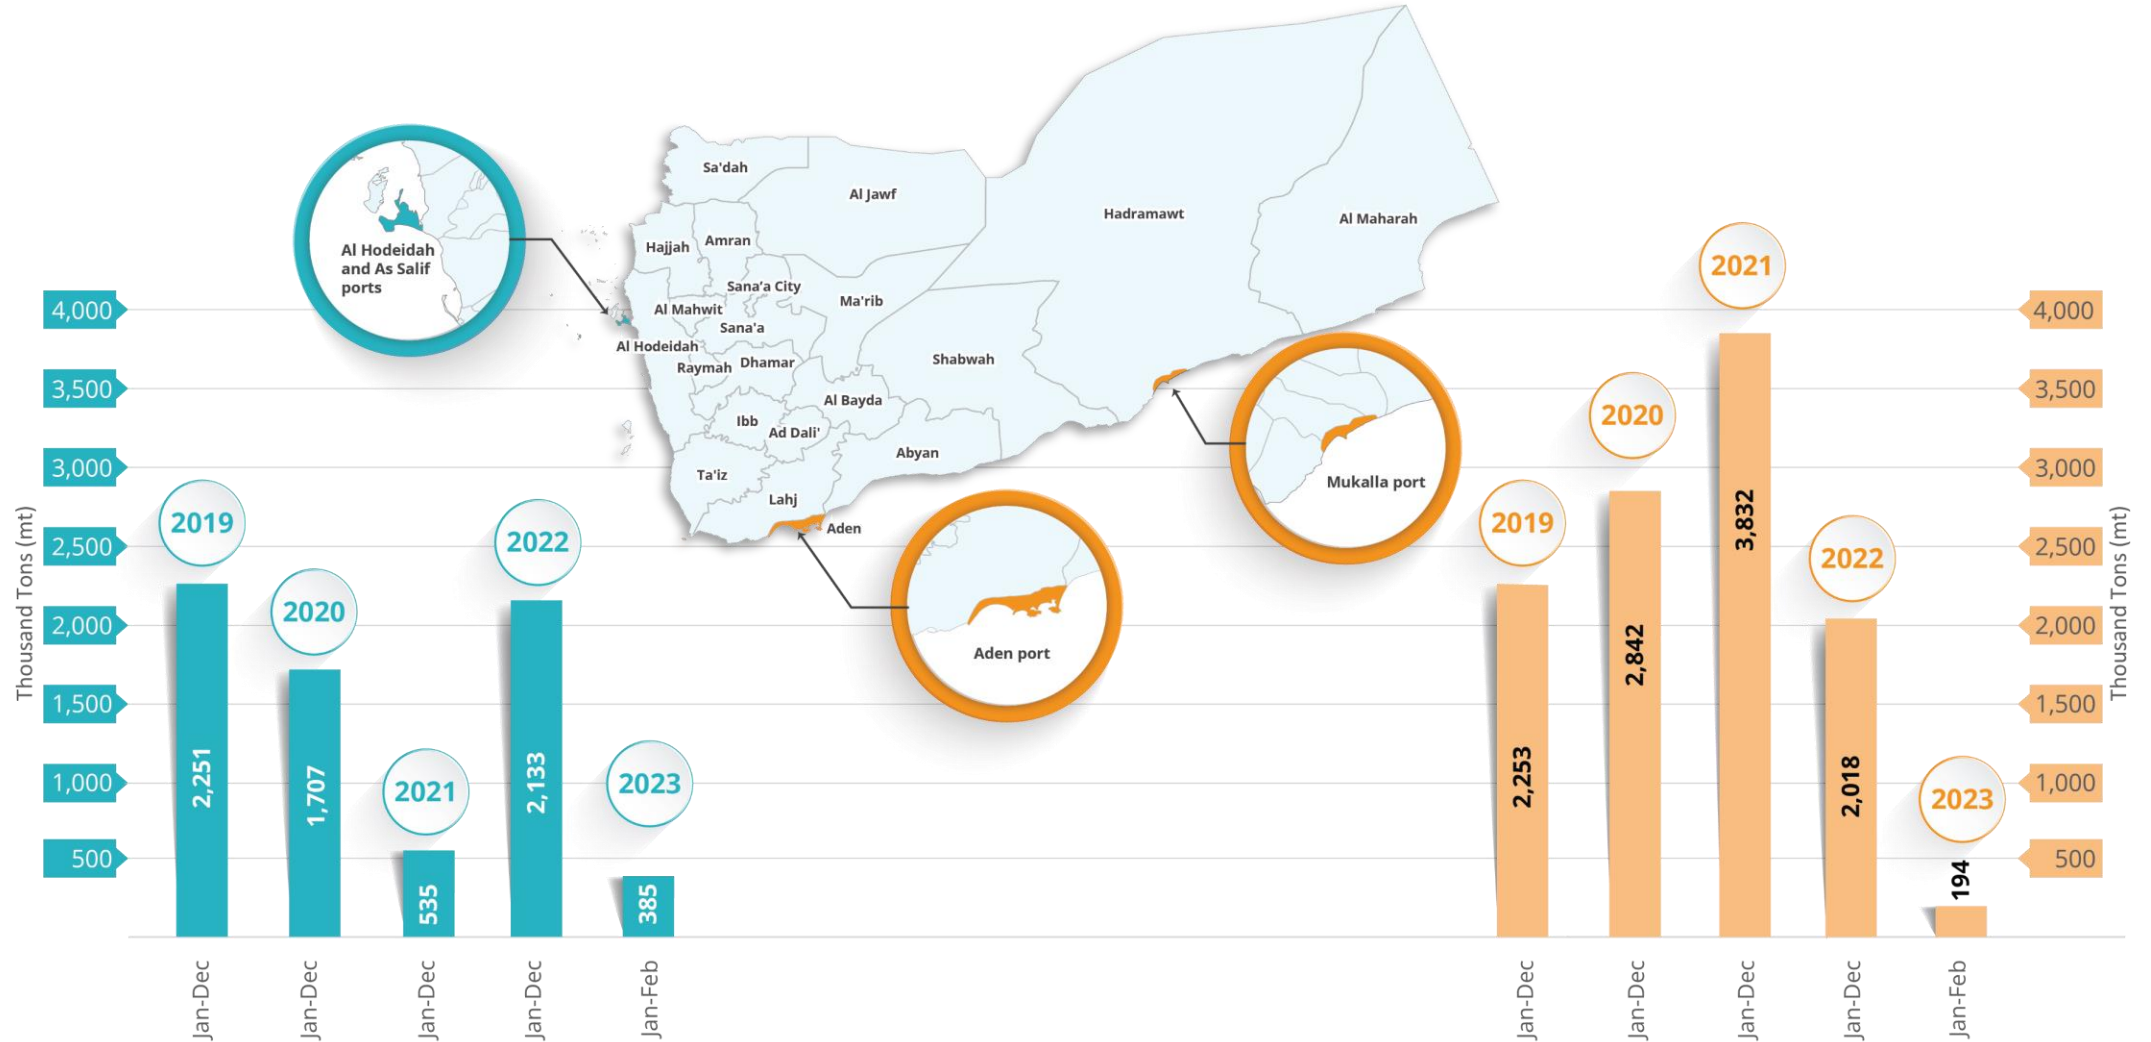 Al Hodeidah
and As Salif
ports
Sa'dah
Al Jawf
Hadramawt
Al Maharah
Hajjah
Amran
Sana'a City
Ma'rib
Al Mahwit
Sana'a
Al Hodeidah
Raymah
Dhamar
Shabwah
Al Bayda
Ibb
Ad Dali'
Abyan
Ta'iz
Lahj
Aden
Aden port
Mukalla port
Thousand Tons (mt)
4,000
3,500
3,000
2,500
2,000
1,500
1,000
500
2019
2020
2021
2022
2023
2,251
1,707
535
2,133
385
Jan-Dec
Jan-Dec
Jan-Dec
Jan-Dec
Jan-Feb
2019
2020
2021
2022
2023
2,253
2,842
3,832
2,018
194
Jan-Dec
Jan-Dec
Jan-Dec
Jan-Dec
Jan-Feb
4,000
3,500
3,000
2,500
2,000
1,500
1,000
500
Thousand Tons (mt)